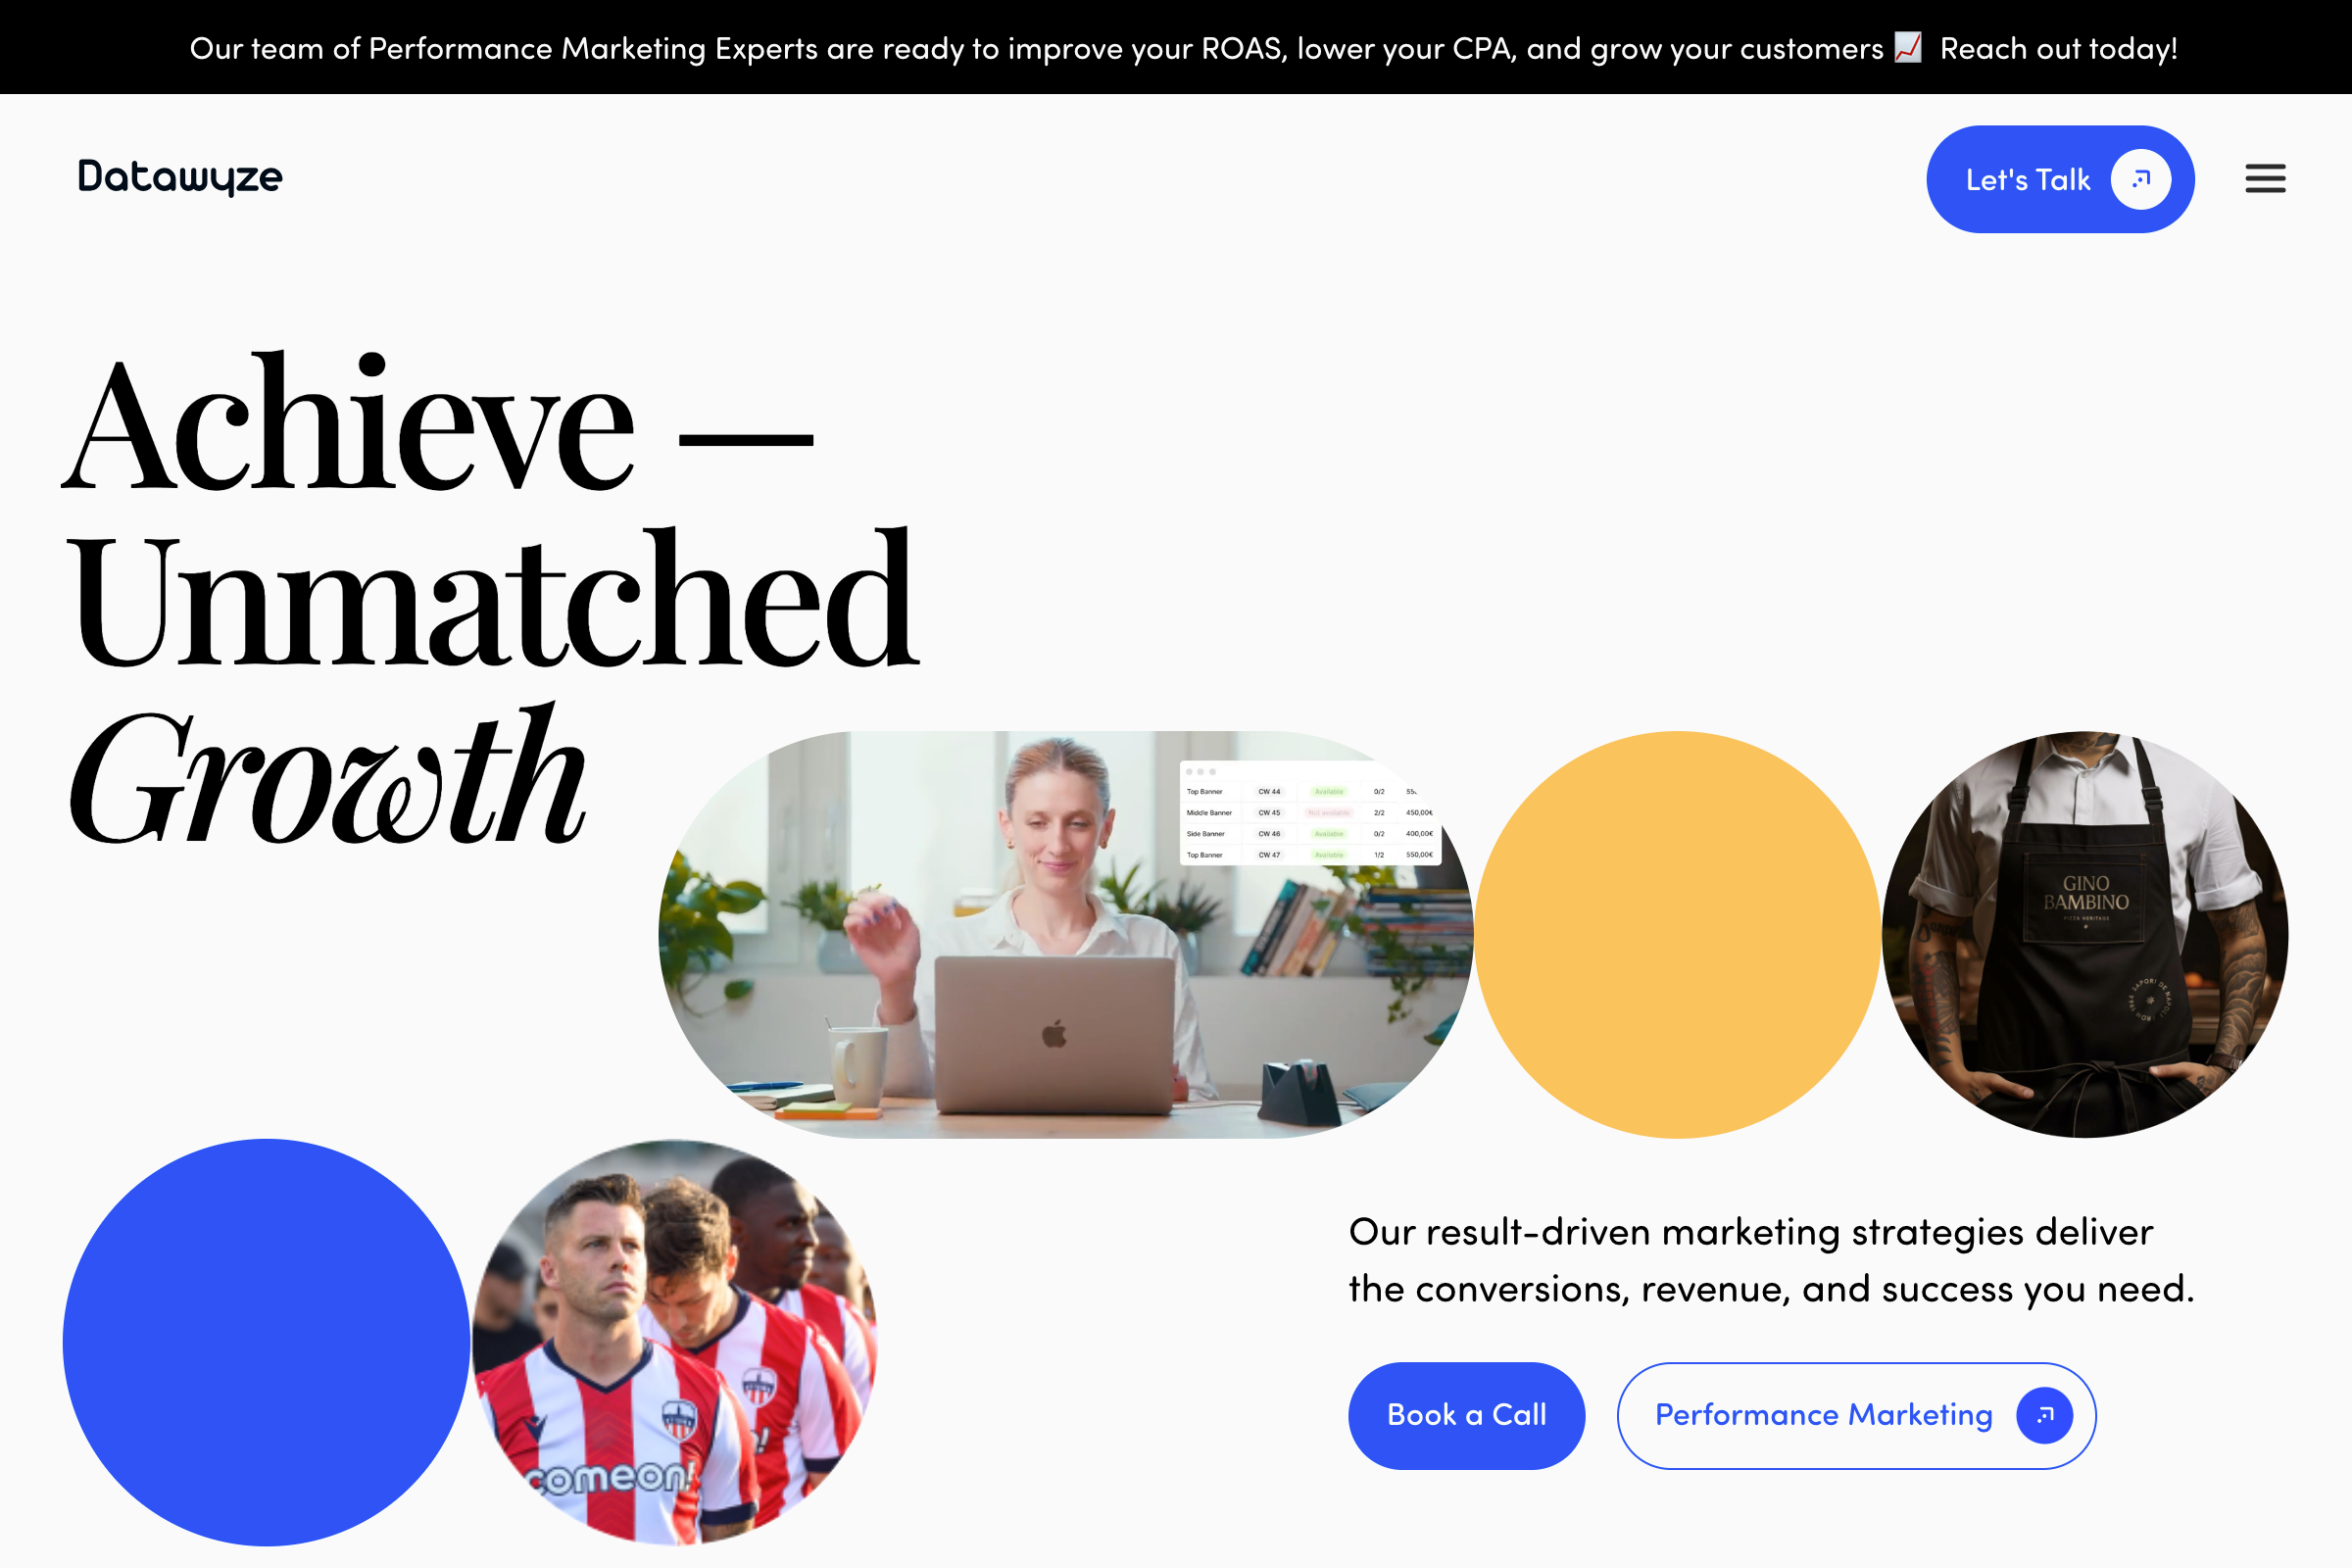 Our team of Performance Marketing Experts are ready to improve your ROAS, lower your CPA, and grow your customers 📈 Reach out today!
Datawyze
Let's Talk
Achieve —
Unmatched
Growth
Top Banner CW 44 Available 0/2
Middle Banner CW 45 Not available 2/2 450,00€
Side Banner CW 46 Available 0/2 400,00€
Top Banner CW 47 Available 1/2 550,00€
GINO
BAMBINO
PIZZA HERITAGE
comeon!
Our result-driven marketing strategies deliver
the conversions, revenue, and success you need.
Book a Call
Performance Marketing